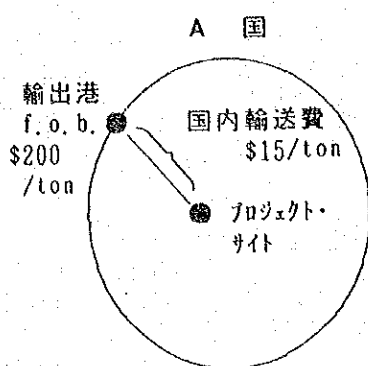 A 国
輸出港
f.o.b.
$200
/ton
国内輸送費
$15/ton
プロジェクト・
サイト